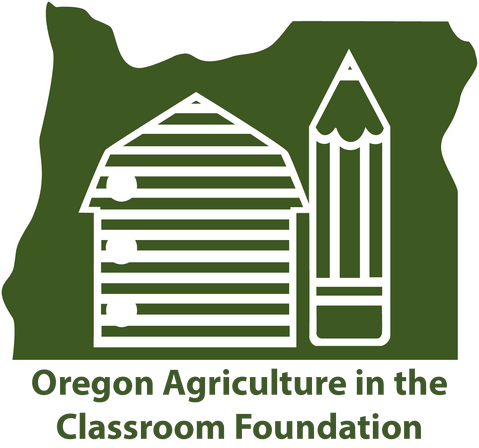 Oregon Agriculture in the
Classroom Foundation